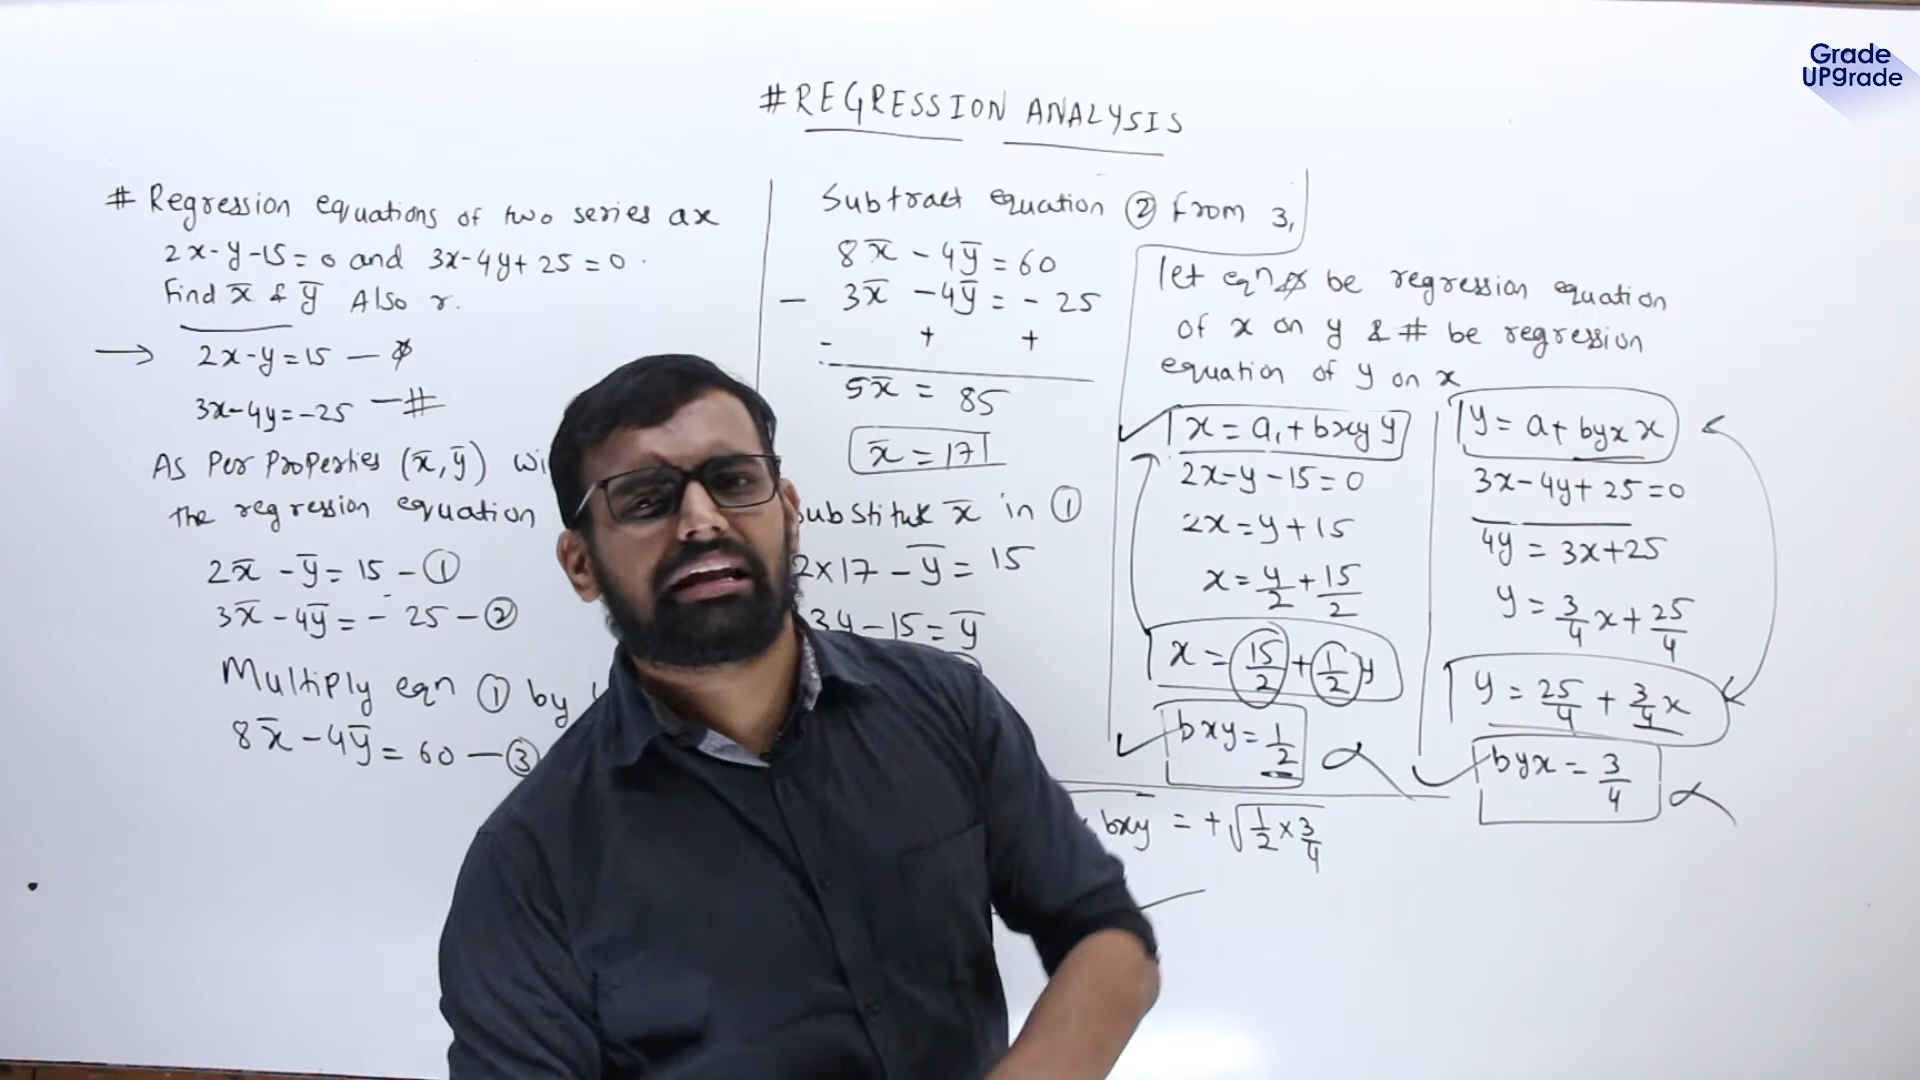 Grade
UPgrade
#REGRESSION ANALYSIS
# Regression equations of two series ax
2x-y-15=0 and 3x-4y+25=0.
Find x̄ & ȳ Also r.
→ 2x-y=15 —
3x-4y=-25 —#
As Per Properties (x̄, ȳ)
the regression equation
2x̄ - ȳ = 15 - ①
3x̄ - 4ȳ = - 25 - ②
Multiply eqn ① by
8x̄ - 4ȳ = 60 — ③
Subtract equation ② from 3,
8x̄ - 4ȳ = 60
— 3x̄ - 4ȳ = - 25
- + +
5x̄ = 85
x̄ = 17
substitute x̄ in ①
2x17 - ȳ = 15
34 - 15 = ȳ
let eqn be regression equation
of x on y & # be regression
equation of y on x
x = a₁ + bxy y
2x-y-15=0
2x=y+15
x = y/2 + 15/2
x = 15/2 + 1/2 y
bxy = 1/2
y = a + byx x
3x-4y+25=0
4y = 3x+25
y = 3/4 x + 25/4
y = 25/4 + 3/4 x
byx = 3/4
bxy = +√1/2 × 3/4